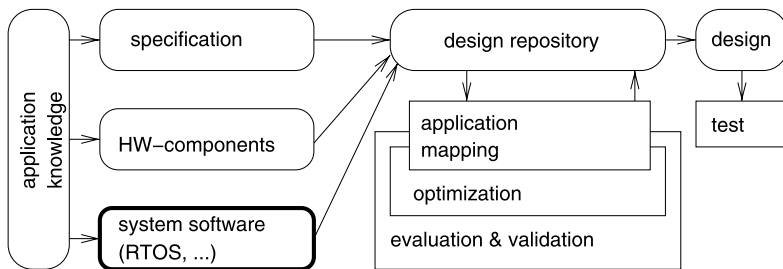 application
knowledge
specification
HW−components
system software
(RTOS, ...)
design repository
application
mapping
optimization
evaluation & validation
design
test